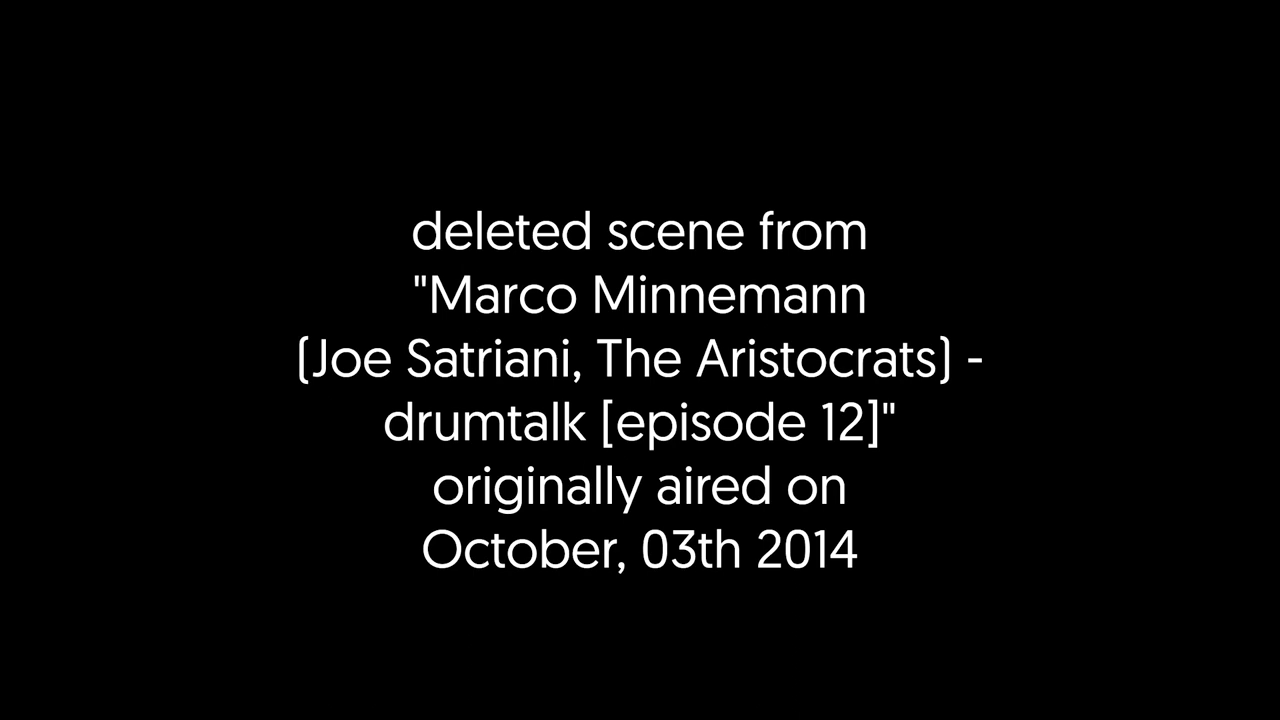 deleted scene from
"Marco Minnemann
(Joe Satriani, The Aristocrats) -
drumtalk [episode 12]"
originally aired on
October, 03th 2014